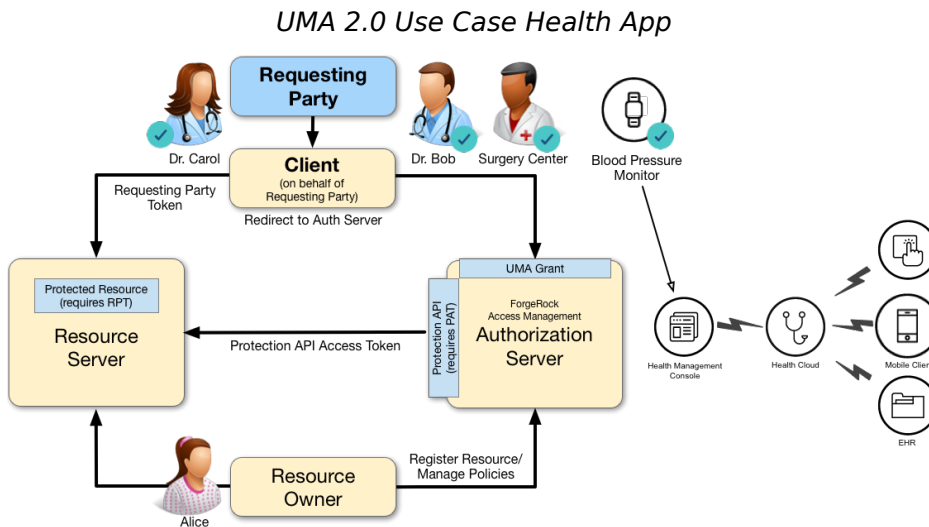 UMA 2.0 Use Case Health App
Requesting
Party
Dr. Carol
Dr. Bob
Surgery Center
Client
(on behalf of
Requesting Party)
Blood Pressure
Monitor
Requesting Party
Token
Redirect to Auth Server
UMA Grant
Protected Resource
(requires RPT)
Resource
Server
Protection API
(requires PAT)
ForgeRock
Access Management
Authorization
Server
Protection API Access Token
Health Management
Console
Health Cloud
Mobile Client
EHR
Register Resource/
Manage Policies
Resource
Owner
Alice